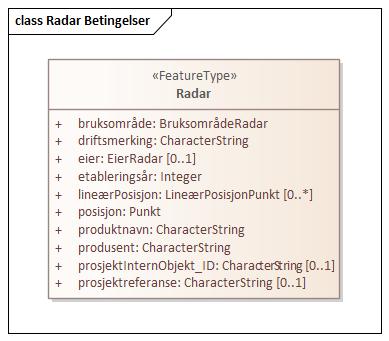 class Radar Betingelser
«FeatureType»
Radar
+ bruksområde: BruksområdeRadar
+ driftsmerking: CharacterString
+ eier: EierRadar [0..1]
+ etableringsår: Integer
+ lineærPosisjon: LineærPosisjonPunkt [0..*]
+ posisjon: Punkt
+ produktnavn: CharacterString
+ produsent: CharacterString
+ prosjektInternObjekt_ID: CharacterString [0..1]
+ prosjektreferanse: CharacterString [0..1]